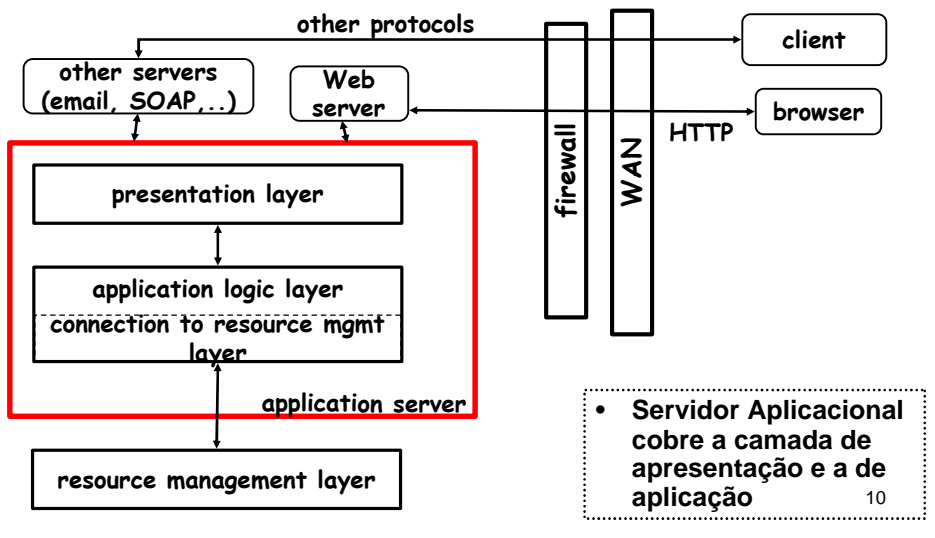 other protocols
client
other servers
(email, SOAP,..)
Web
server
browser
HTTP
firewall
WAN
presentation layer
application logic layer
connection to resource mgmt
layer
application server
resource management layer
• Servidor Aplicacional
cobre a camada de
apresentação e a de
aplicação
10